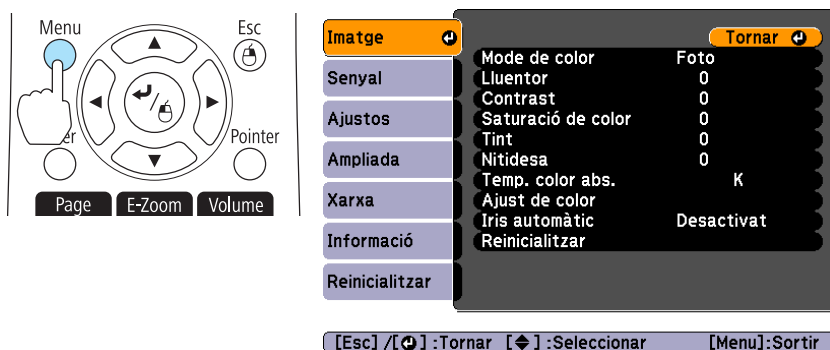 Menu
Esc
er
Pointer
Page
E-Zoom
Volume
Imatge
Senyal
Ajustos
Ampliada
Xarxa
Informació
Reinicialitzar
Tornar
Mode de color Foto
Lluentor 0
Contrast 0
Saturació de color 0
Tint 0
Nitidesa 0
Temp. color abs. K
Ajust de color
Iris automàtic Desactivat
Reinicialitzar
[Esc] /[ ] :Tornar [ ] :Seleccionar [Menu]:Sortir